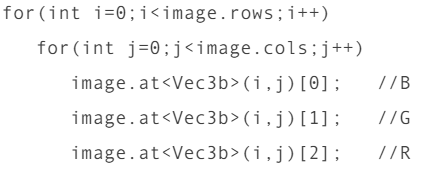 for(int i=0;i<image.rows;i++)
for(int j=0;j<image.cols;j++)
image.at<Vec3b>(i,j)[0]; //B
image.at<Vec3b>(i,j)[1]; //G
image.at<Vec3b>(i,j)[2]; //R